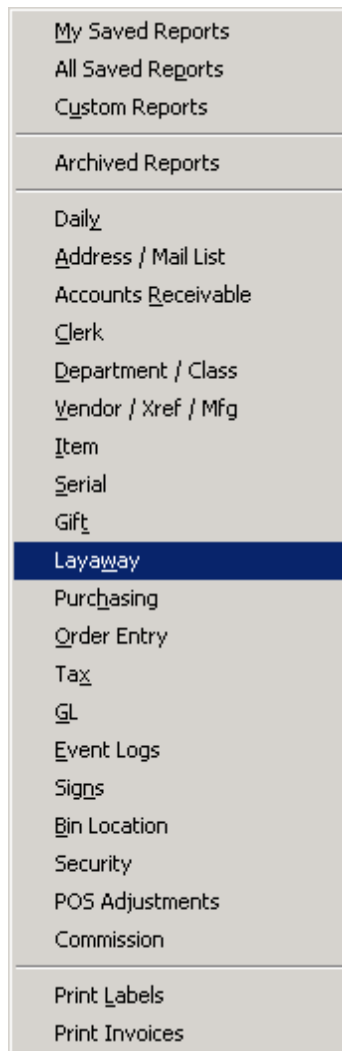 My Saved Reports
All Saved Reports
Custom Reports
Archived Reports
Daily
Address / Mail List
Accounts Receivable
Clerk
Department / Class
Vendor / Xref / Mfg
Item
Serial
Gift
Layaway
Purchasing
Order Entry
Tax
GL
Event Logs
Signs
Bin Location
Security
POS Adjustments
Commission
Print Labels
Print Invoices